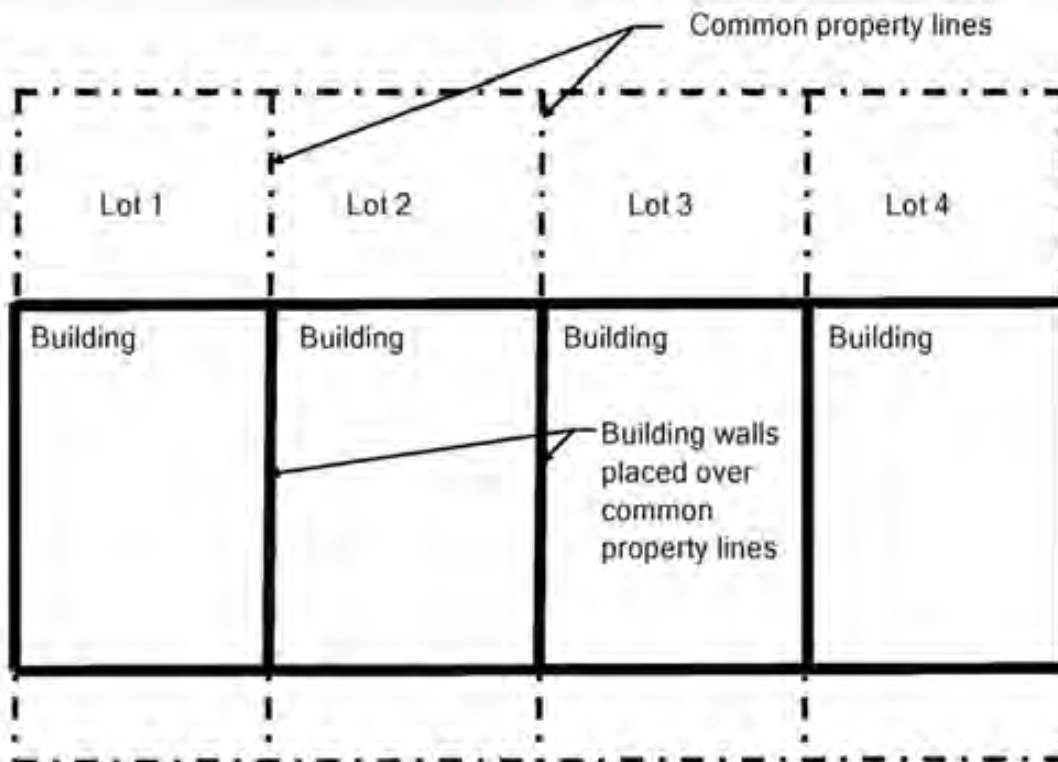 Common property lines
Lot 1
Lot 2
Lot 3
Lot 4
Building
Building
Building
Building
Building walls
placed over
common
property lines